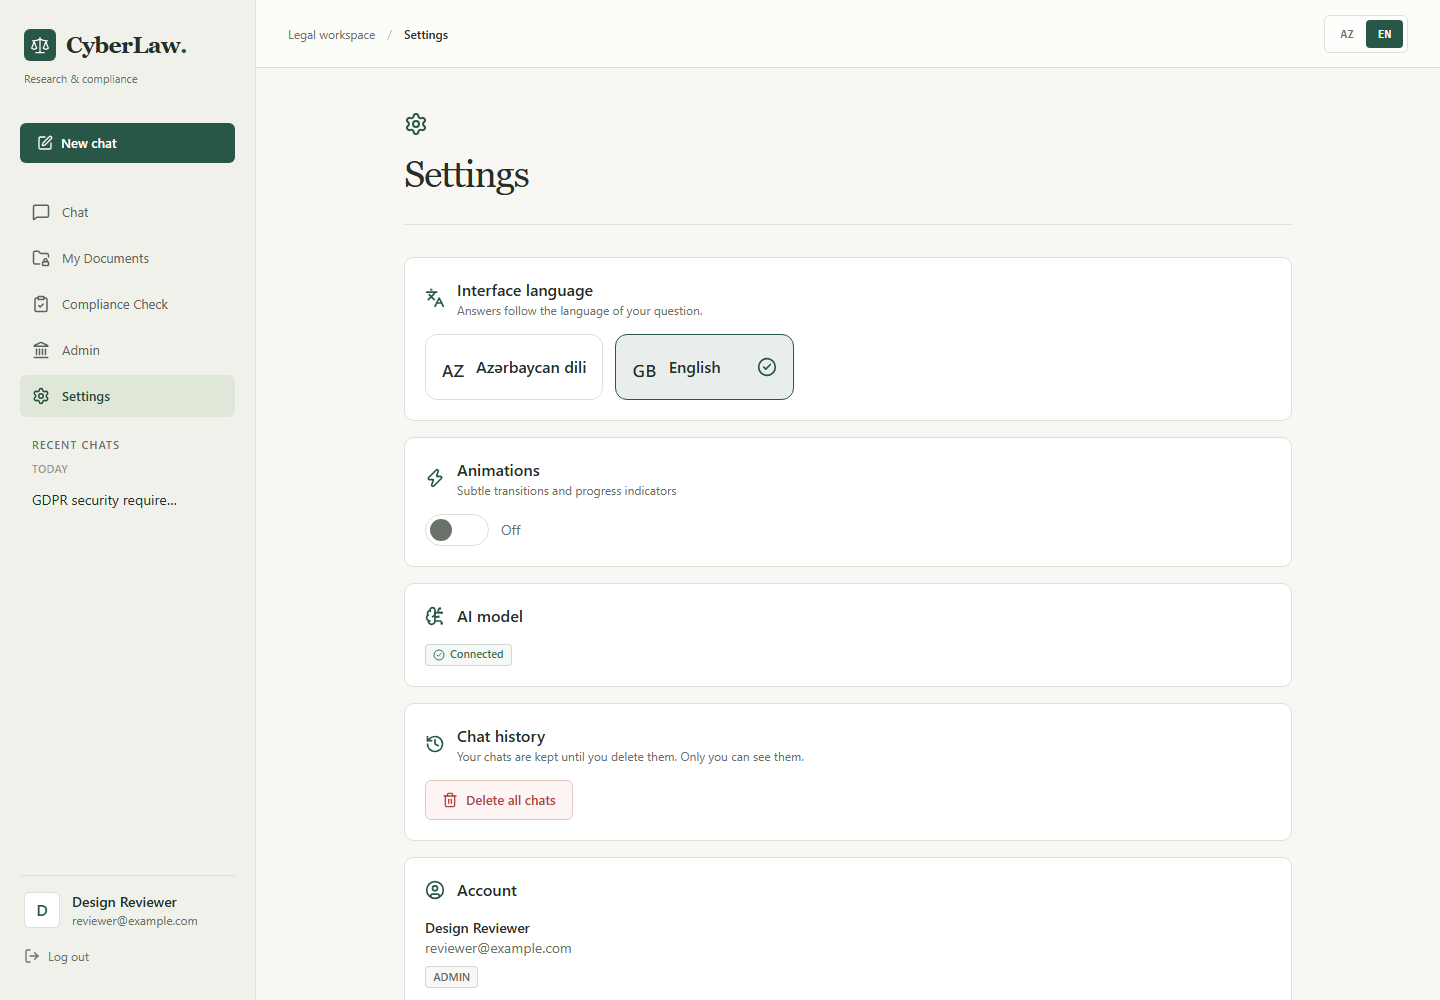 CyberLaw.
Research & compliance
New chat
Chat
My Documents
Compliance Check
Admin
Settings
RECENT CHATS
TODAY
GDPR security require...
Design Reviewer
D
reviewer@example.com
Log out
Legal workspace / Settings
AZ EN
Settings
Interface language
Answers follow the language of your question.
AZ Azərbaycan dili
GB English
Animations
Subtle transitions and progress indicators
Off
AI model
Connected
Chat history
Your chats are kept until you delete them. Only you can see them.
Delete all chats
Account
Design Reviewer
reviewer@example.com
ADMIN